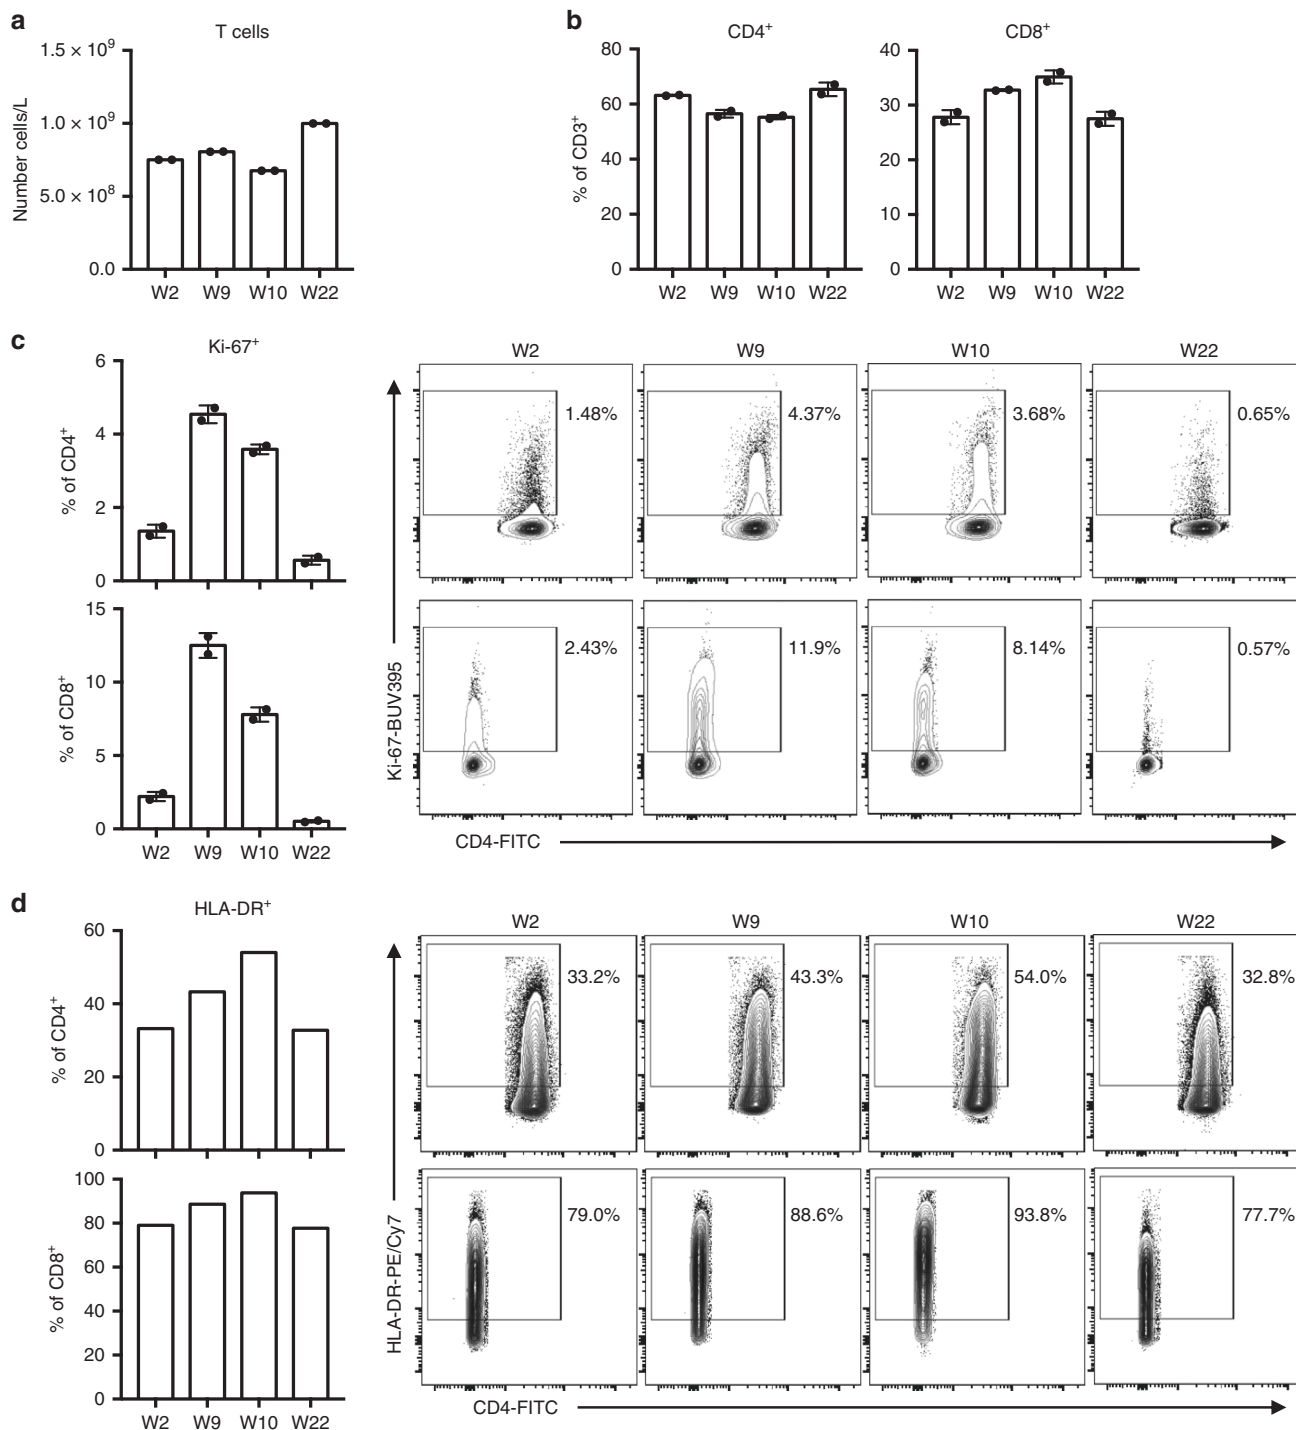 a
T cells
Number cells/L
1.5 × 10⁹
1.0 × 10⁹
5.0 × 10⁸
0.0
W2 W9 W10 W22
b
CD4⁺
% of CD3⁺
80
60
40
20
0
W2 W9 W10 W22
CD8⁺
40
30
20
10
0
W2 W9 W10 W22
c
Ki-67⁺
% of CD4⁺
6
4
2
0
% of CD8⁺
15
10
5
0
W2 W9 W10 W22
Ki-67-BUV395
W2 W9 W10 W22
1.48% 4.37% 3.68% 0.65%
2.43% 11.9% 8.14% 0.57%
CD4-FITC
d
HLA-DR⁺
% of CD4⁺
60
40
20
0
% of CD8⁺
100
80
60
40
20
0
W2 W9 W10 W22
HLA-DR-PE/Cy7
W2 W9 W10 W22
33.2% 43.3% 54.0% 32.8%
79.0% 88.6% 93.8% 77.7%
CD4-FITC